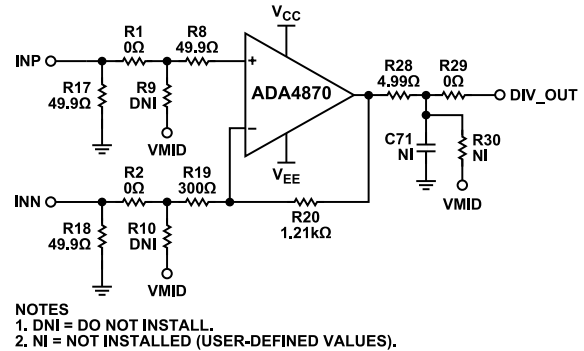 VCC
R1
0Ω
R8
49.9Ω
INP
R17
49.9Ω
R9
DNI
VMID
+
ADA4870
−
R28
4.99Ω
R29
0Ω
DIV_OUT
C71
NI
R30
NI
VMID
VEE
R2
0Ω
R19
300Ω
INN
R18
49.9Ω
R10
DNI
VMID
R20
1.21kΩ
NOTES
1. DNI = DO NOT INSTALL.
2. NI = NOT INSTALLED (USER-DEFINED VALUES).